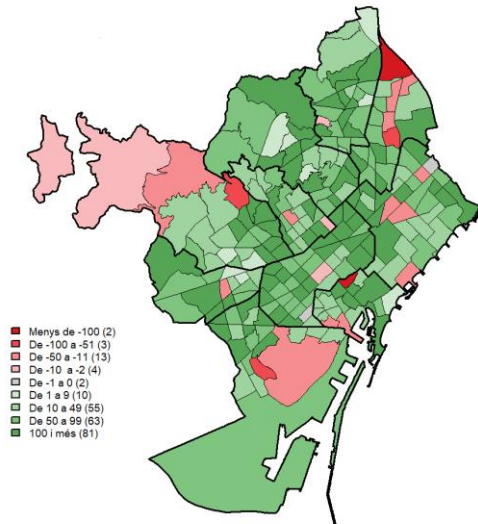 Menys de -100 (2)
De -100 a -51 (3)
De -50 a -11 (13)
De -10 a -2 (4)
De -1 a 0 (2)
De 1 a 9 (10)
De 10 a 49 (55)
De 50 a 99 (63)
100 i més (81)